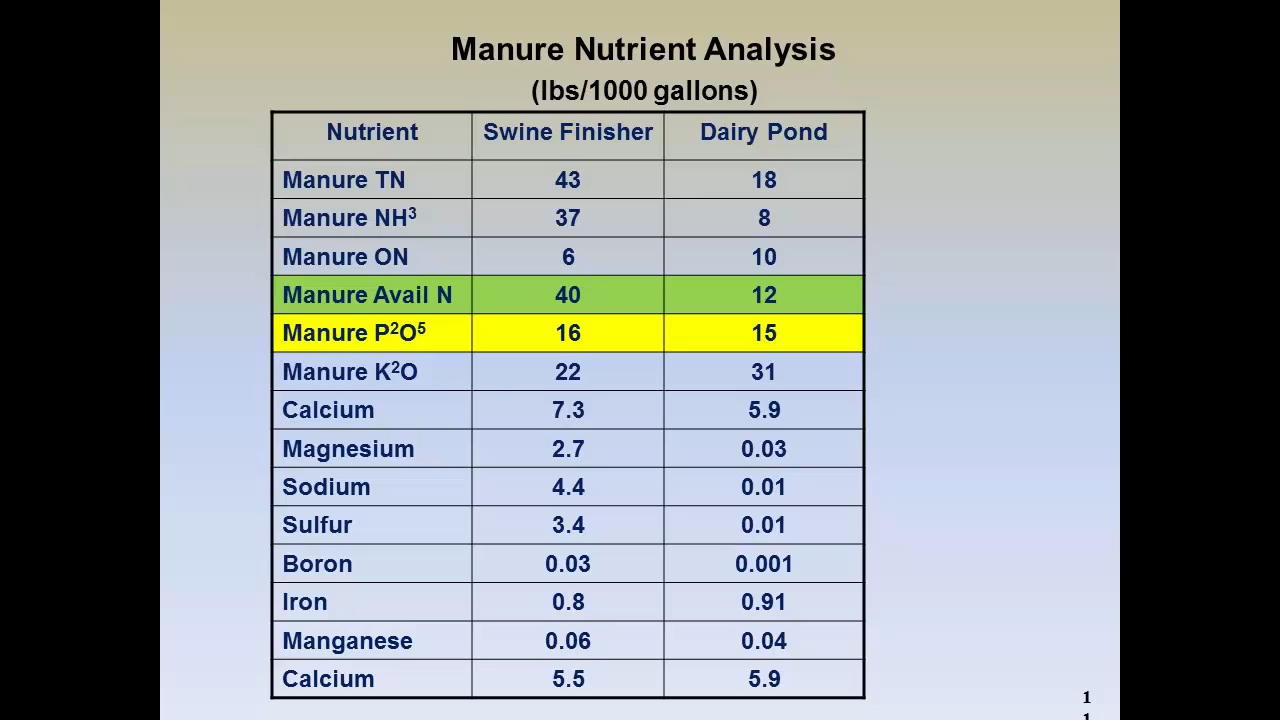 Manure Nutrient Analysis
(lbs/1000 gallons)
Nutrient Swine Finisher Dairy Pond
Manure TN 43 18
Manure NH³ 37 8
Manure ON 6 10
Manure Avail N 40 12
Manure P²O⁵ 16 15
Manure K²O 22 31
Calcium 7.3 5.9
Magnesium 2.7 0.03
Sodium 4.4 0.01
Sulfur 3.4 0.01
Boron 0.03 0.001
Iron 0.8 0.91
Manganese 0.06 0.04
Calcium 5.5 5.9
1
1